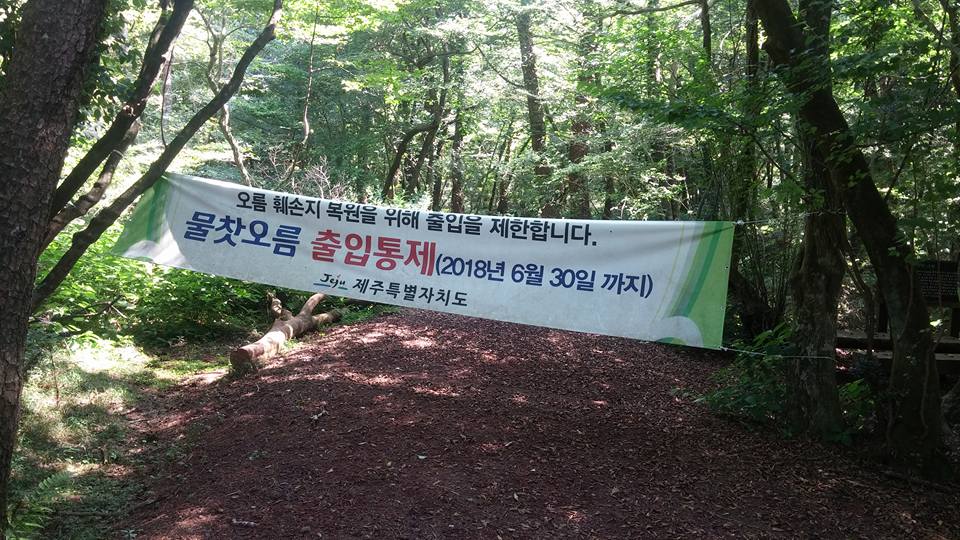 오름 훼손지 복원을 위해 출입을 제한합니다.
물찻오름 출입통제(2018년 6월 30일 까지)
Jeju 제주특별자치도